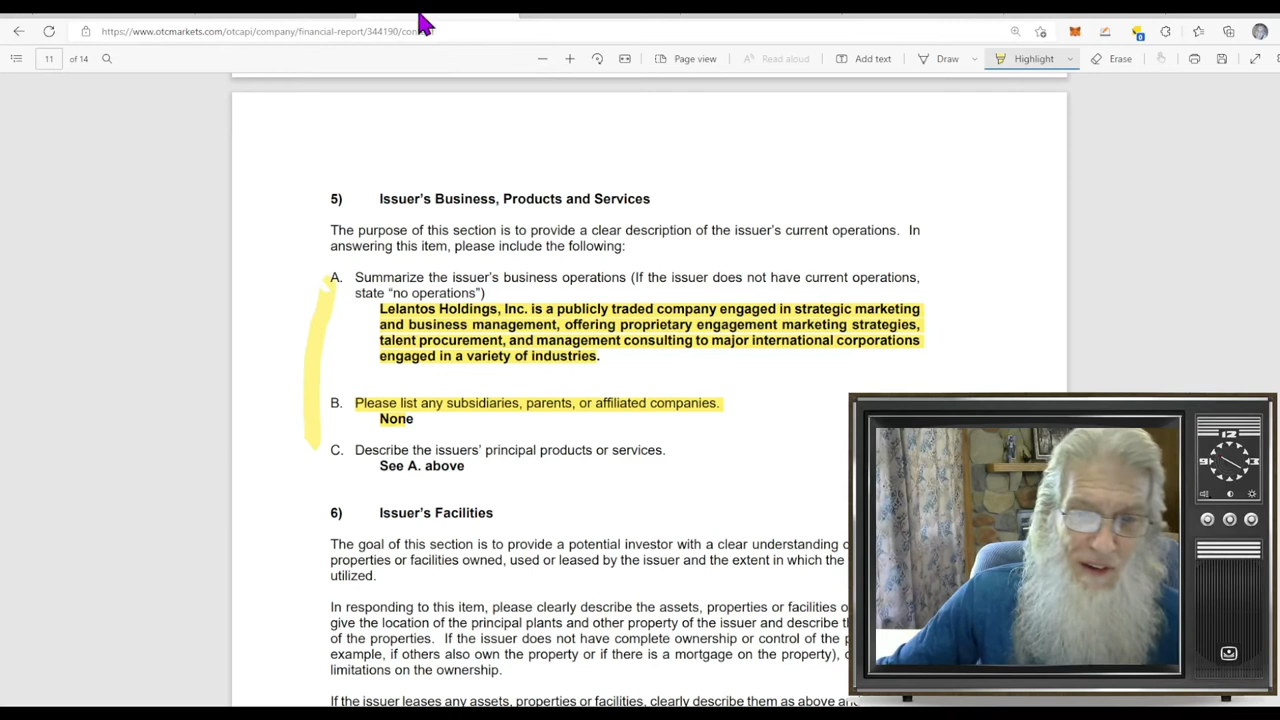 https://www.otcmarkets.com/otcapi/company/financial-report/344190/con
11 of 14
Page view
Read aloud
Add text
Draw
Highlight
Erase
5) Issuer's Business, Products and Services
The purpose of this section is to provide a clear description of the issuer's current operations. In
answering this item, please include the following:
A. Summarize the issuer's business operations (If the issuer does not have current operations,
state “no operations”)
Lelantos Holdings, Inc. is a publicly traded company engaged in strategic marketing
and business management, offering proprietary engagement marketing strategies,
talent procurement, and management consulting to major international corporations
engaged in a variety of industries.
B. Please list any subsidiaries, parents, or affiliated companies.
None
C. Describe the issuers' principal products or services.
See A. above
6) Issuer's Facilities
The goal of this section is to provide a potential investor with a clear understanding
properties or facilities owned, used or leased by the issuer and the extent in which the
utilized.
In responding to this item, please clearly describe the assets, properties or facilities
give the location of the principal plants and other property of the issuer and describe
of the properties. If the issuer does not have complete ownership or control of the
example, if others also own the property or if there is a mortgage on the property),
limitations on the ownership.
If the issuer leases any assets, properties or facilities, clearly describe them as above
12
9 3